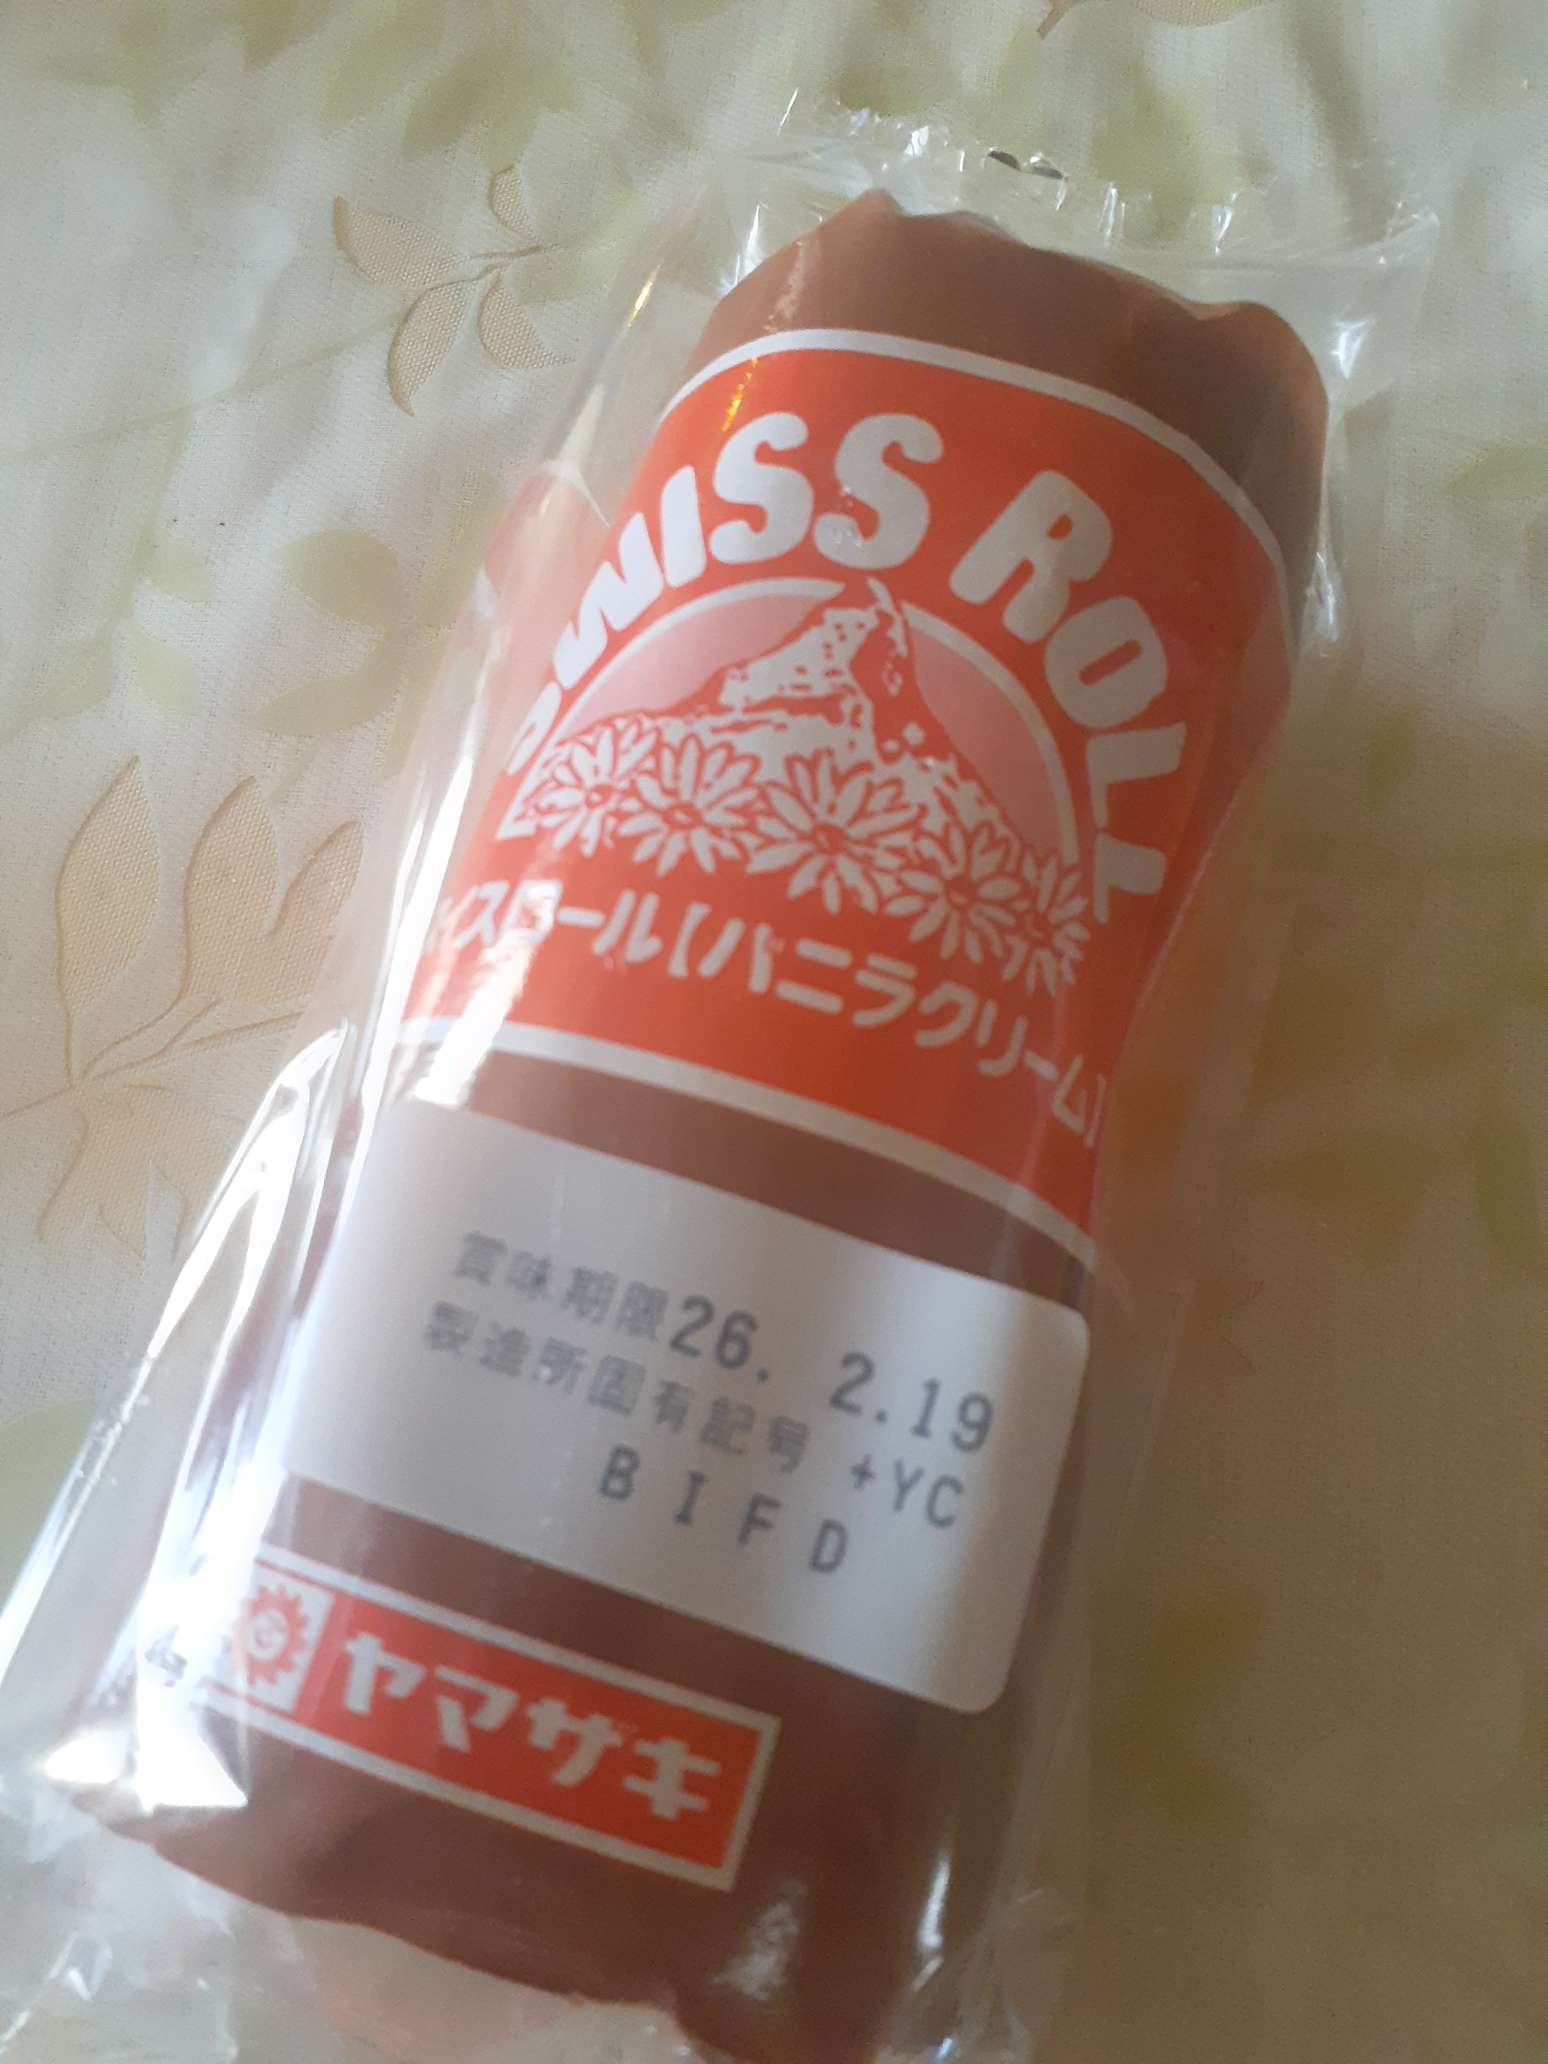 SWISS ROLL
スイスロール【バニラクリーム】
賞味期限26. 2.19
製造所固有記号 +YC
B I F D
ヤマザキ